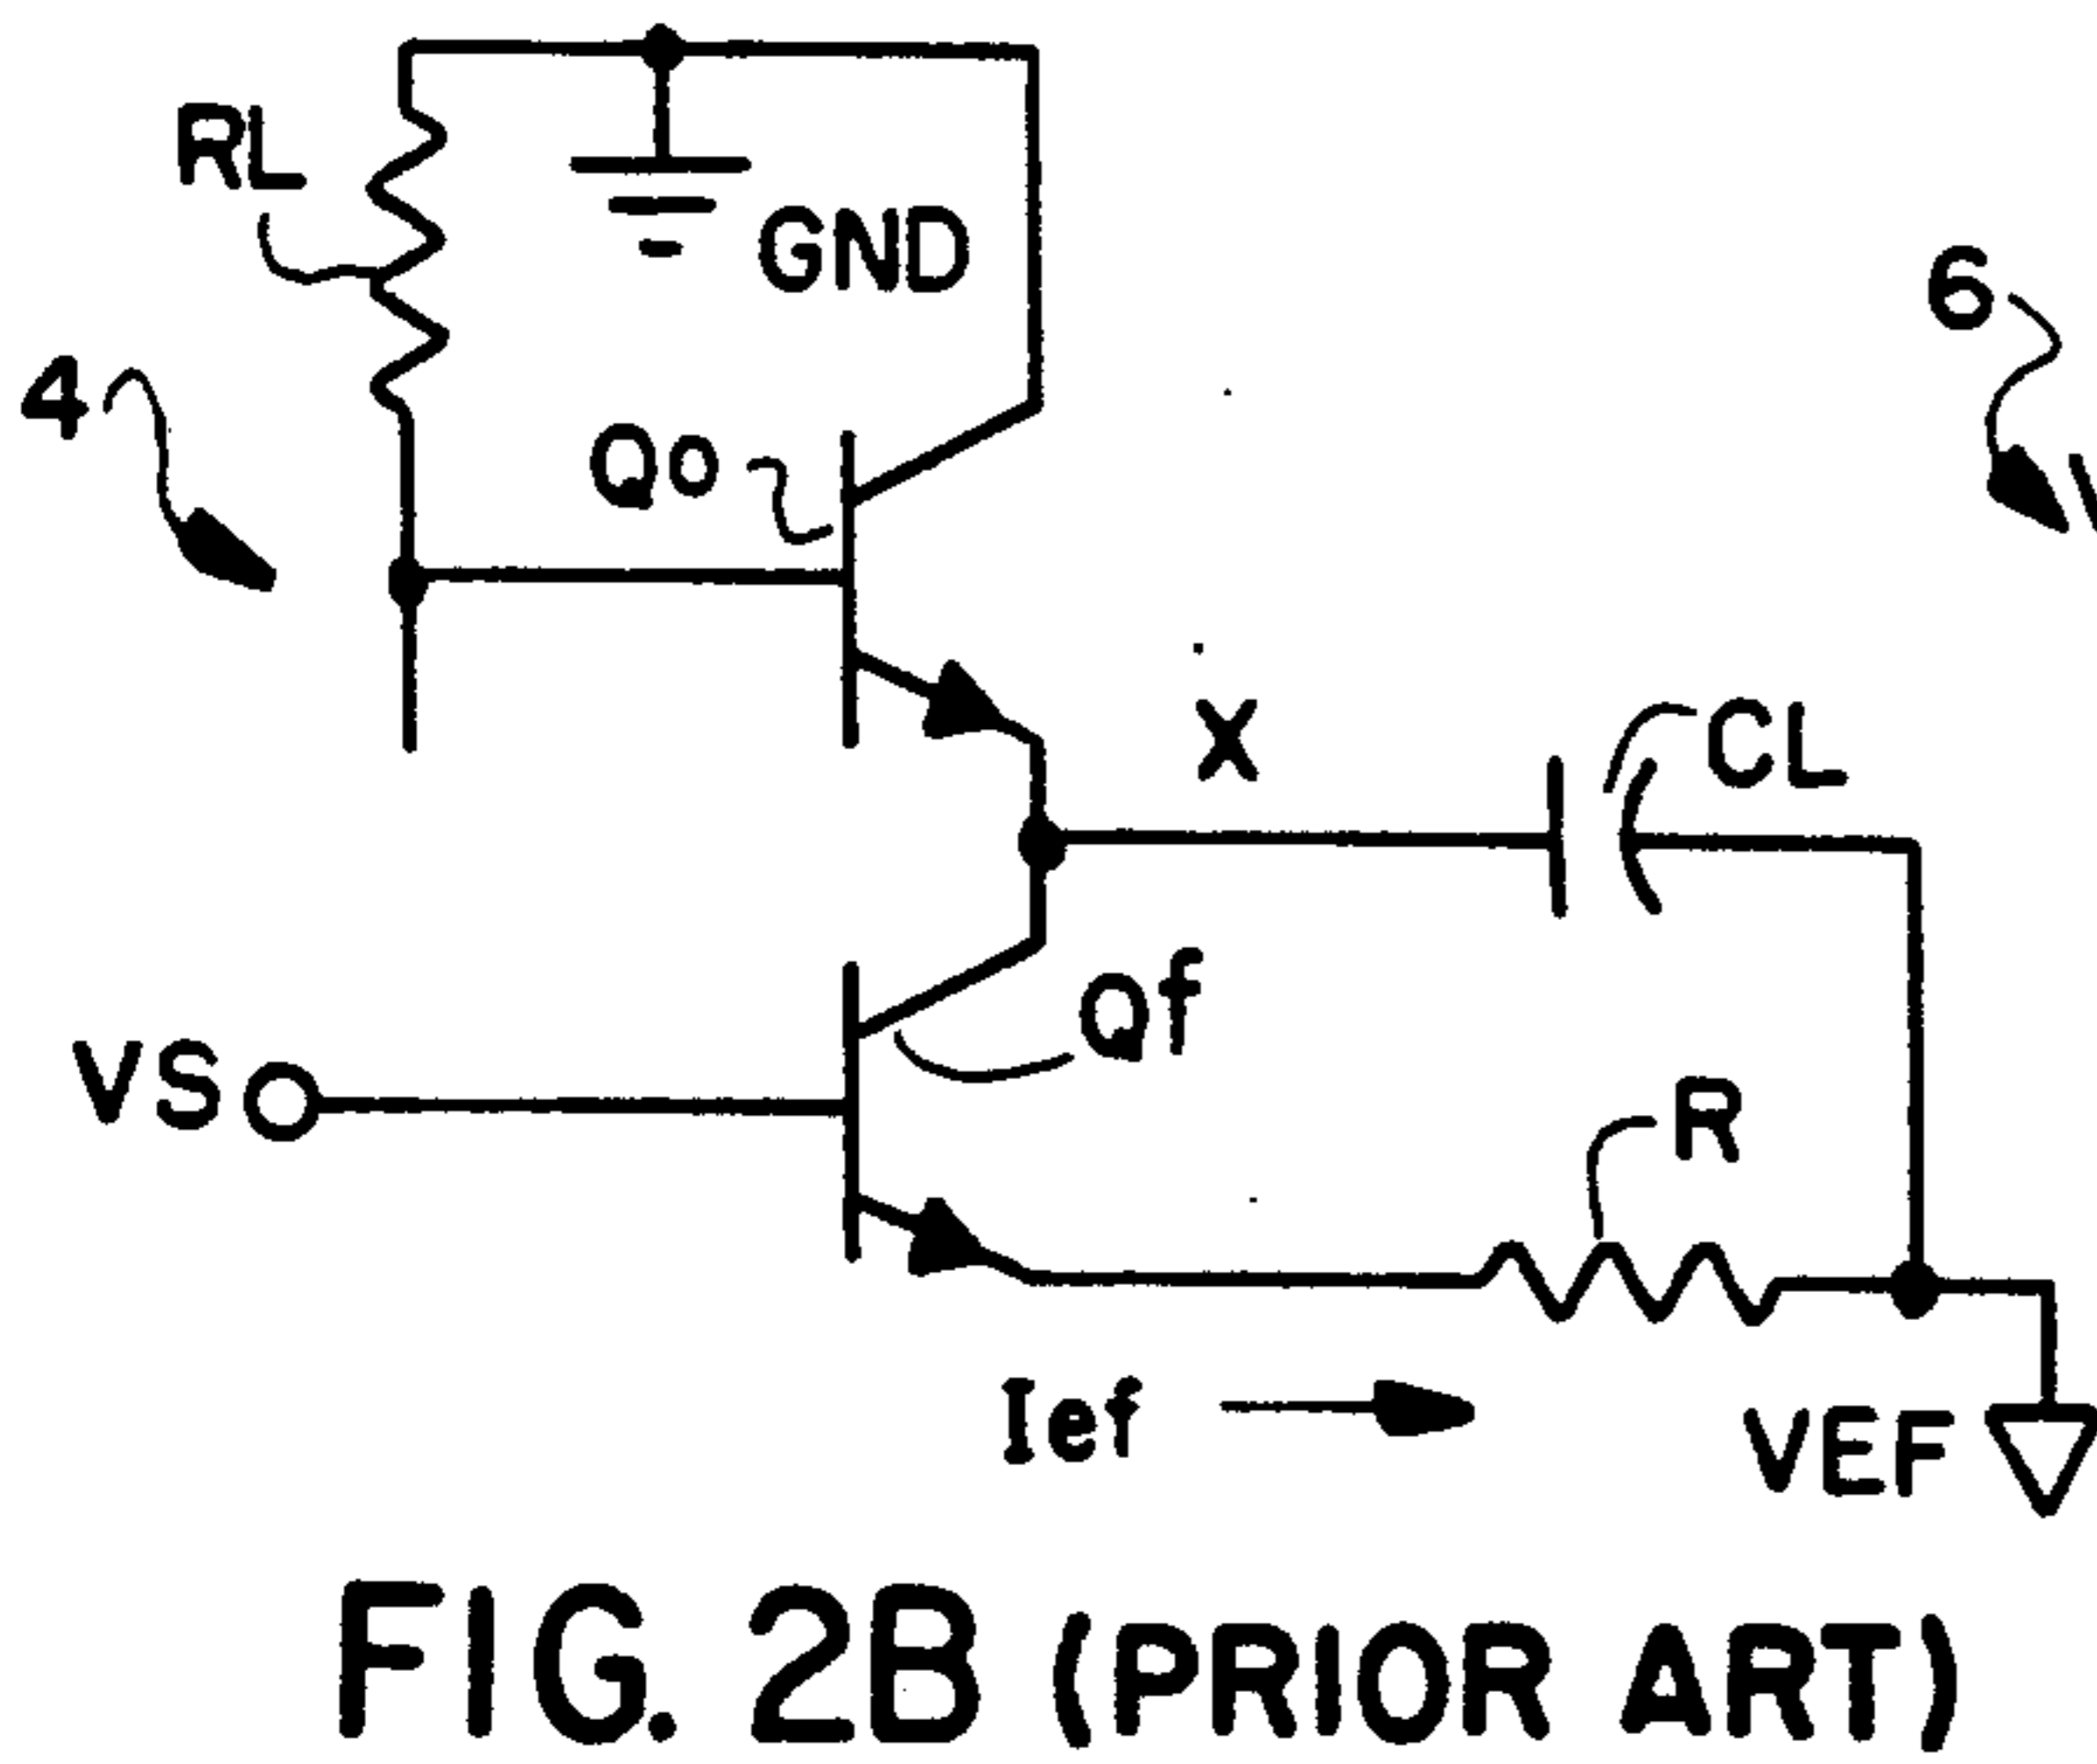 RL
GND
6
4
Qo
X
CL
Qf
VS
R
Ief
VEF
FIG. 2B (PRIOR ART)